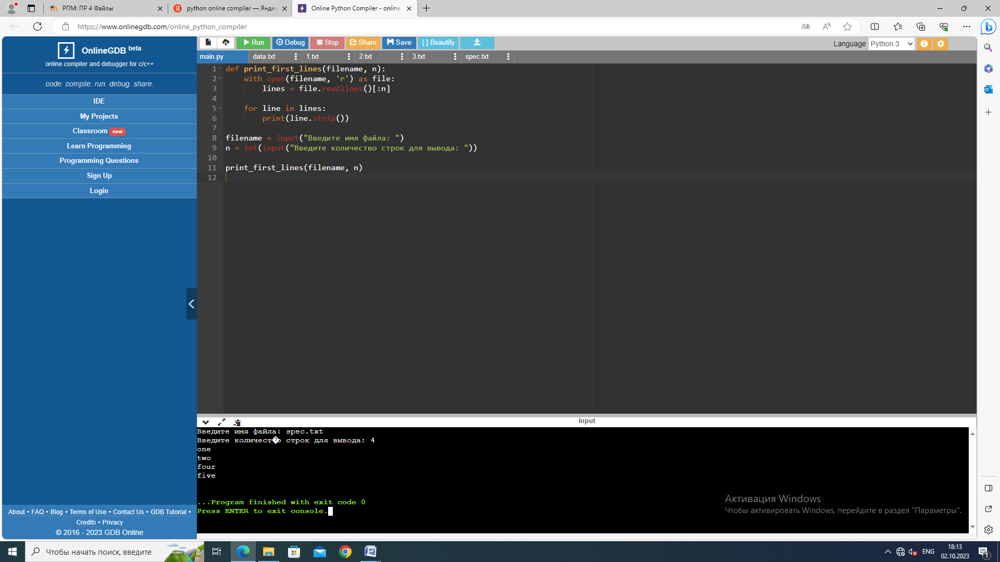 РПМ: ПР 4 Файлы
python online compiler — Яндек
Online Python Compiler - online
https://www.onlinegdb.com/online_python_compiler
OnlineGDB beta
online compiler and debugger for c/c++
code. compile. run. debug. share.
IDE
My Projects
Classroom new
Learn Programming
Programming Questions
Sign Up
Login
About • FAQ • Blog • Terms of Use • Contact Us • GDB Tutorial •
Credits • Privacy
© 2016 - 2023 GDB Online
Run Debug Stop Share Save { } Beautify
Language Python 3
main.py data.txt 1.txt 2.txt 3.txt spec.txt
1 def print_first_lines(filename, n):
2 with open(filename, 'r') as file:
3 lines = file.readlines()[:n]
4
5 for line in lines:
6 print(line.strip())
7
8 filename = input("Введите имя файла: ")
9 n = int(input("Введите количество строк для вывода: "))
10
11 print_first_lines(filename, n)
12
input
Введите имя файла: spec.txt
Введите количест�о строк для вывода: 4
one
two
four
five
...Program finished with exit code 0
Press ENTER to exit console.
Активация Windows
Чтобы активировать Windows, перейдите в раздел "Параметры".
Чтобы начать поиск, введите
ENG
18:13
02.10.2023
1